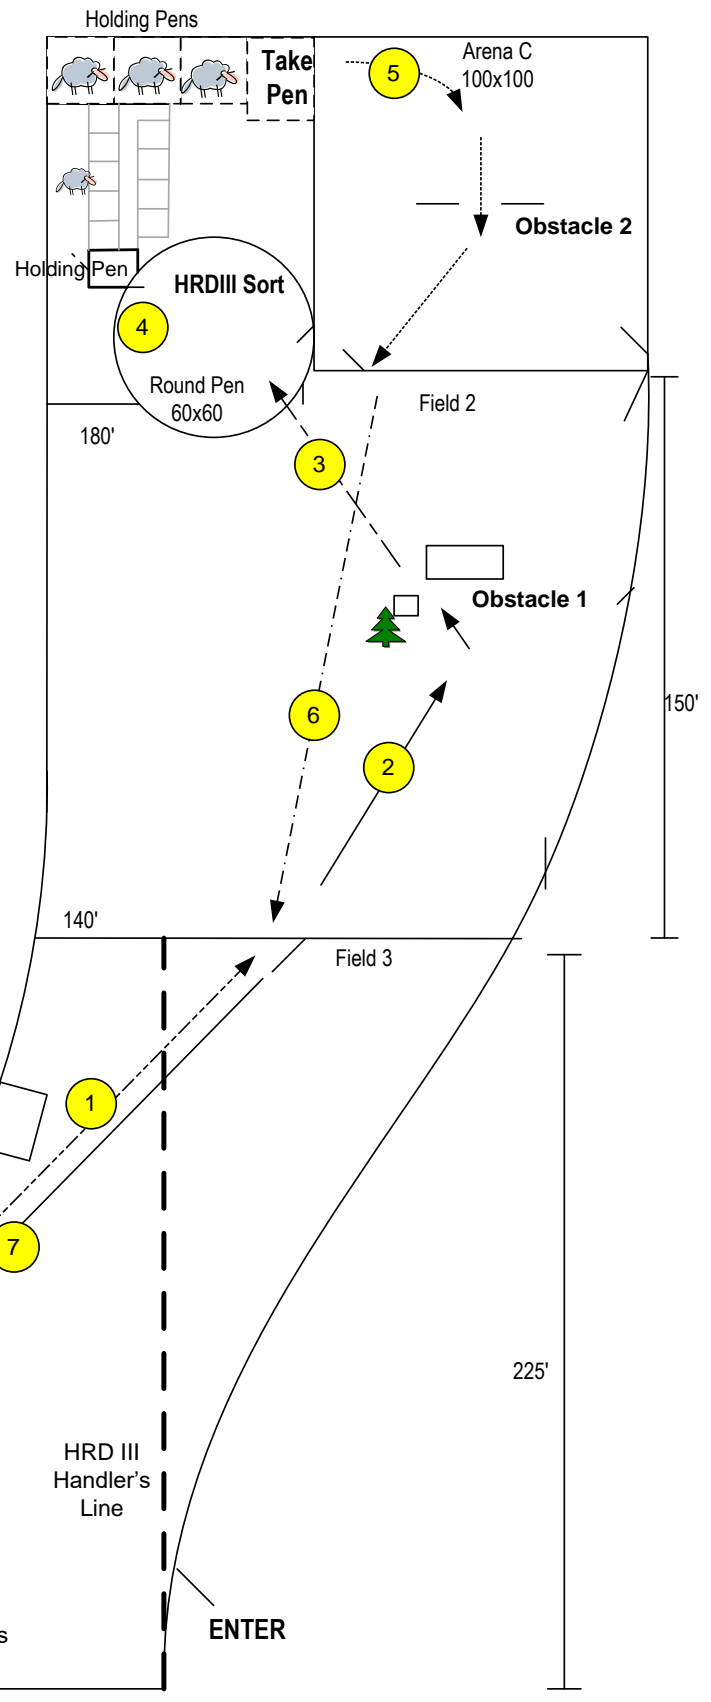 Holding Pens
Take
Pen
5
Arena C
100x100
Obstacle 2
Holding Pen
HRDIII Sort
4
Round Pen
60x60
180'
Field 2
3
Obstacle 1
150'
6
2
140'
Field 3
1
7
225'
HRD III
Handler's
Line
s
ENTER